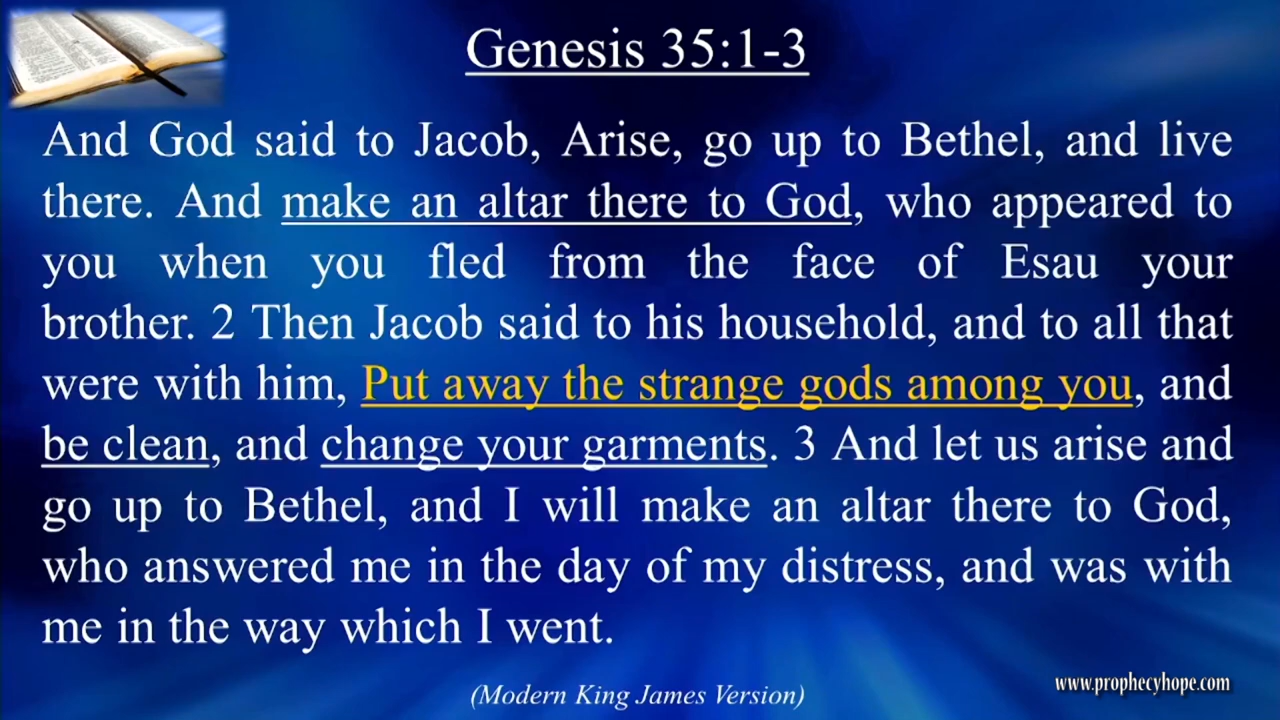 Genesis 35:1-3
And God said to Jacob, Arise, go up to Bethel, and live
there. And make an altar there to God, who appeared to
you when you fled from the face of Esau your
brother. 2 Then Jacob said to his household, and to all that
were with him, Put away the strange gods among you, and
be clean, and change your garments. 3 And let us arise and
go up to Bethel, and I will make an altar there to God,
who answered me in the day of my distress, and was with
me in the way which I went.
(Modern King James Version)
www.prophecyhope.com